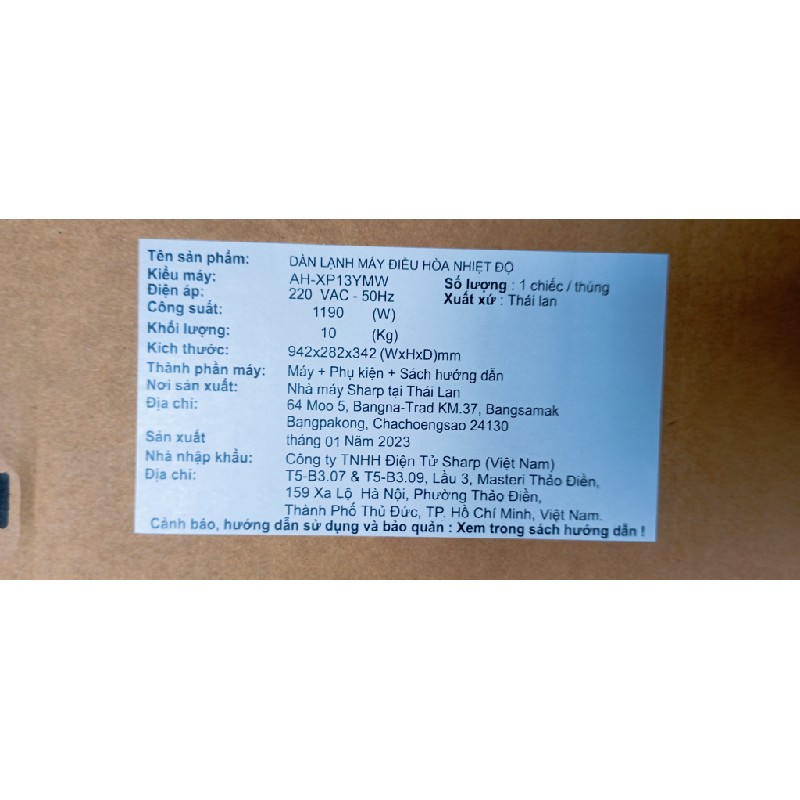 Tên sản phẩm: DÀN LẠNH MÁY ĐIỀU HÒA NHIỆT ĐỘ
Kiểu máy: AH-XP13YMW Số lượng : 1 chiếc / thùng
Điện áp: 220 VAC - 50Hz Xuất xứ : Thái lan
Công suất: 1190 (W)
Khối lượng: 10 (Kg)
Kích thước: 942x282x342 (WxHxD)mm
Thành phần máy: Máy + Phụ kiện + Sách hướng dẫn
Nơi sản xuất: Nhà máy Sharp tại Thái Lan
Địa chỉ: 64 Moo 5, Bangna-Trad KM.37, Bangsamak
Bangpakong, Chachoengsao 24130
Sản xuất tháng 01 Năm 2023
Nhà nhập khẩu: Công ty TNHH Điện Tử Sharp (Việt Nam)
Địa chỉ: T5-B3.07 & T5-B3.09, Lầu 3, Masteri Thảo Điền,
159 Xa Lộ Hà Nội, Phường Thảo Điền,
Thành Phố Thủ Đức, TP. Hồ Chí Minh, Việt Nam.
Cảnh báo, hướng dẫn sử dụng và bảo quản : Xem trong sách hướng dẫn !